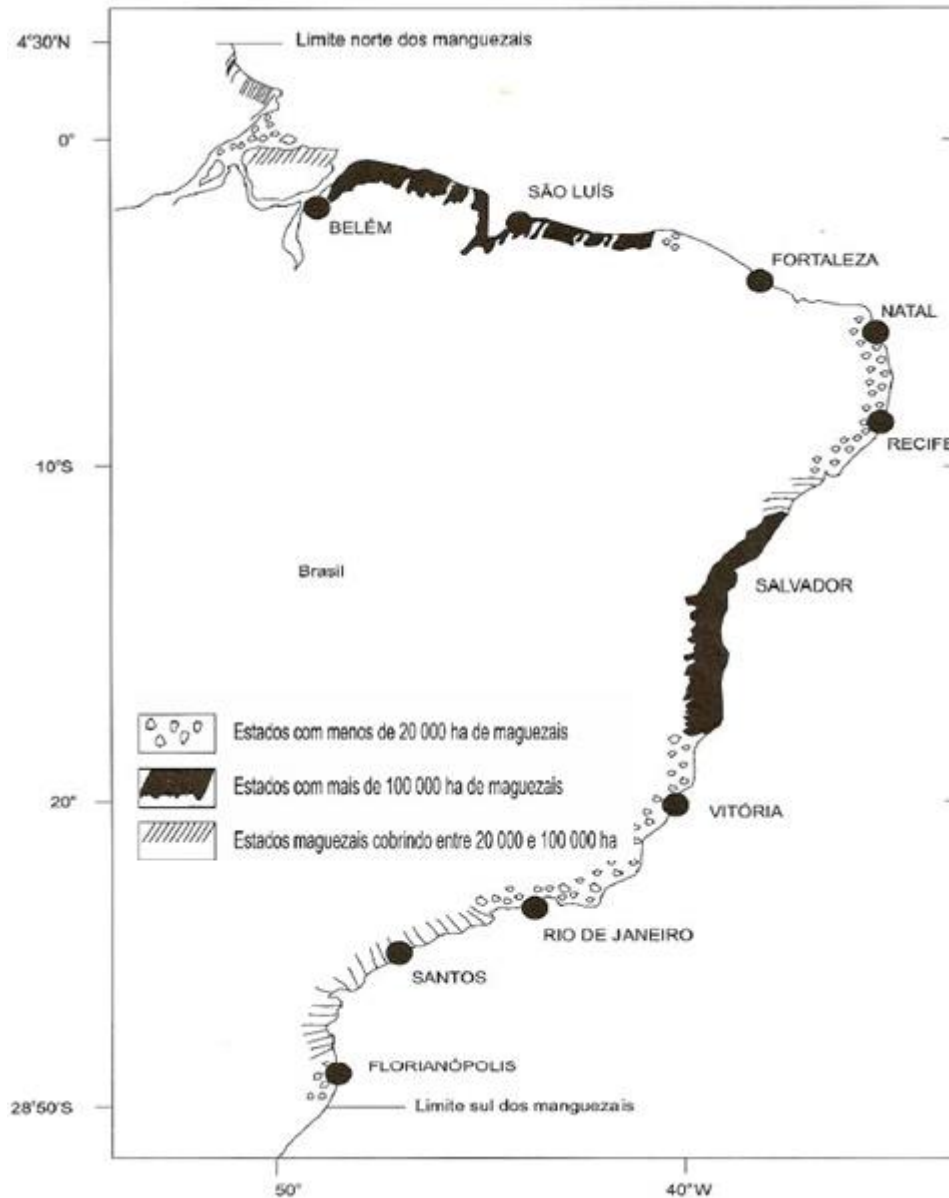 4°30'N
Limite norte dos manguezais
0°
SÃO LUÍS
BELÉM
FORTALEZA
NATAL
RECIFE
10°S
Brasil
SALVADOR
Estados com menos de 20 000 ha de maguezais
Estados com mais de 100 000 ha de maguezais
20°
VITÓRIA
Estados maguezais cobrindo entre 20 000 e 100 000 ha
RIO DE JANEIRO
SANTOS
FLORIANÓPOLIS
28°50'S
Limite sul dos manguezais
50°
40°W